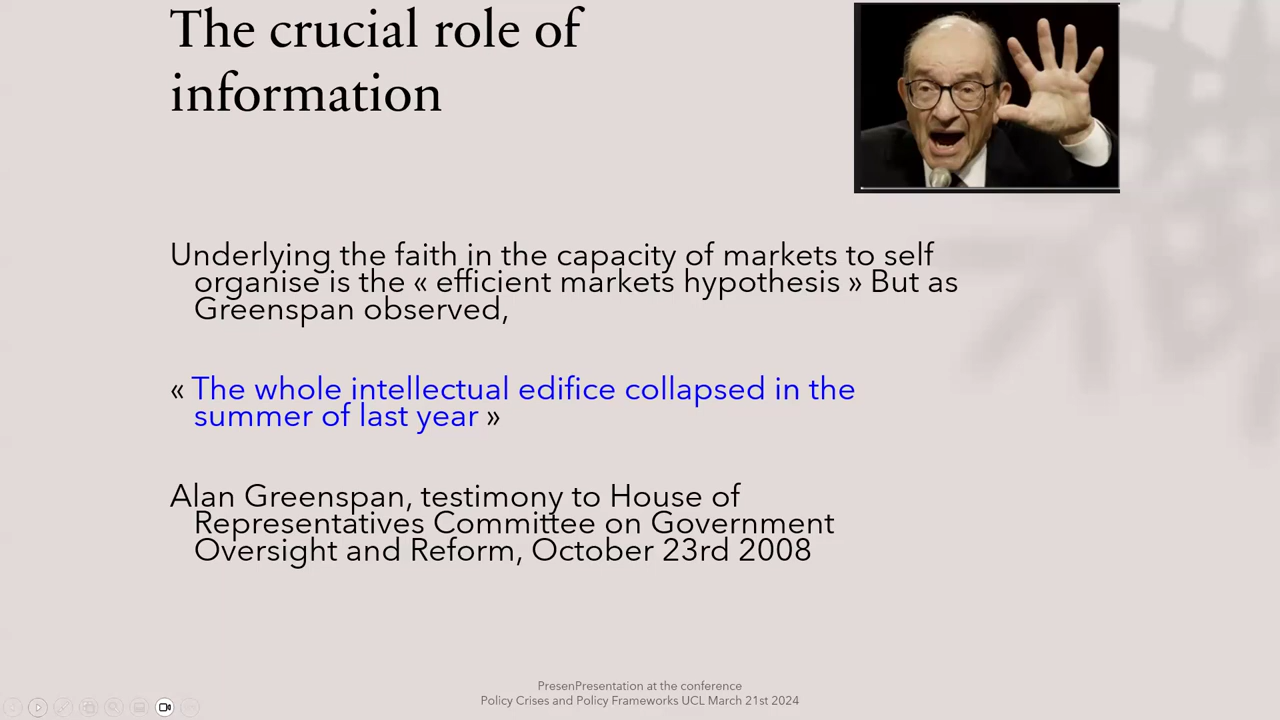 The crucial role of
information
Underlying the faith in the capacity of markets to self
organise is the « efficient markets hypothesis » But as
Greenspan observed,
« The whole intellectual edifice collapsed in the
summer of last year »
Alan Greenspan, testimony to House of
Representatives Committee on Government
Oversight and Reform, October 23rd 2008
PresenPresentation at the conference
Policy Crises and Policy Frameworks UCL March 21st 2024